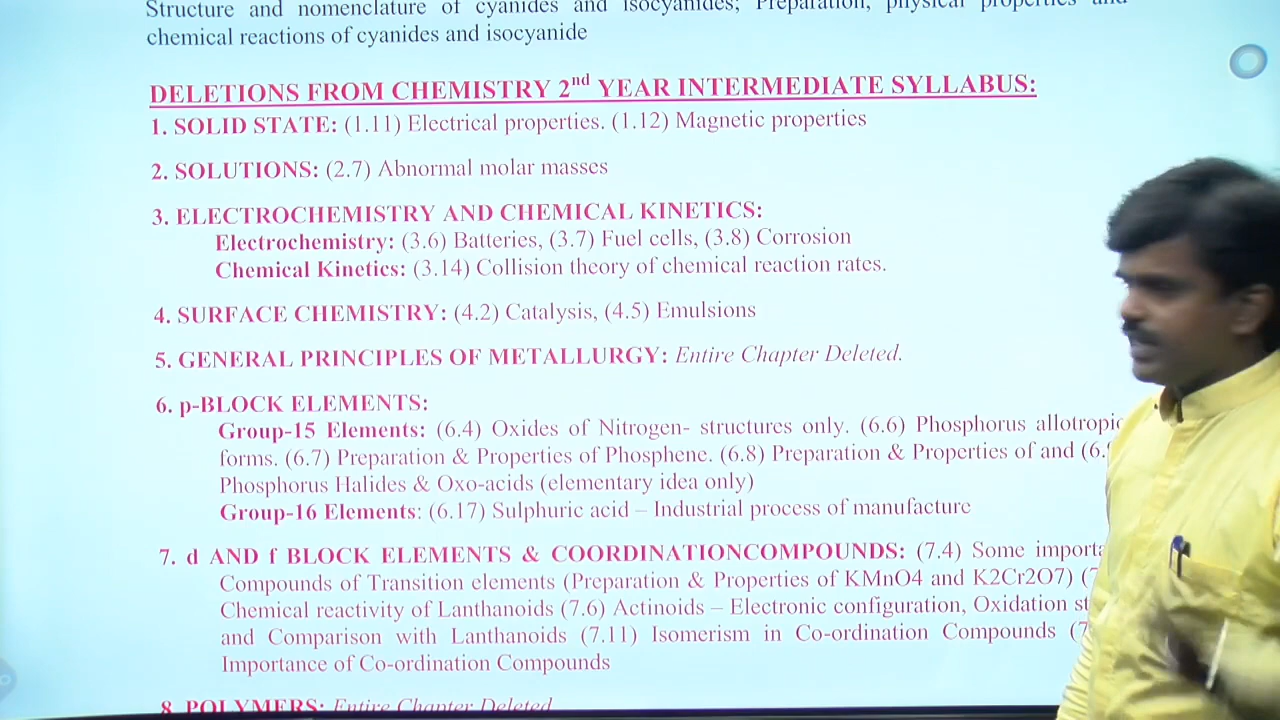 Structure and nomenclature of cyanides and isocyanides; Preparation, physical properties and
chemical reactions of cyanides and isocyanide
DELETIONS FROM CHEMISTRY 2nd YEAR INTERMEDIATE SYLLABUS:
1. SOLID STATE: (1.11) Electrical properties. (1.12) Magnetic properties
2. SOLUTIONS: (2.7) Abnormal molar masses
3. ELECTROCHEMISTRY AND CHEMICAL KINETICS:
Electrochemistry: (3.6) Batteries, (3.7) Fuel cells, (3.8) Corrosion
Chemical Kinetics: (3.14) Collision theory of chemical reaction rates.
4. SURFACE CHEMISTRY: (4.2) Catalysis, (4.5) Emulsions
5. GENERAL PRINCIPLES OF METALLURGY: Entire Chapter Deleted.
6. p-BLOCK ELEMENTS:
Group-15 Elements: (6.4) Oxides of Nitrogen- structures only. (6.6) Phosphorus allotropic
forms. (6.7) Preparation & Properties of Phosphene. (6.8) Preparation & Properties of and (6.
Phosphorus Halides & Oxo-acids (elementary idea only)
Group-16 Elements: (6.17) Sulphuric acid – Industrial process of manufacture
7. d AND f BLOCK ELEMENTS & COORDINATIONCOMPOUNDS: (7.4) Some importa
Compounds of Transition elements (Preparation & Properties of KMnO4 and K2Cr2O7) (7
Chemical reactivity of Lanthanoids (7.6) Actinoids – Electronic configuration, Oxidation st
and Comparison with Lanthanoids (7.11) Isomerism in Co-ordination Compounds (7
Importance of Co-ordination Compounds
8. POLYMERS: Entire Chapter Deleted